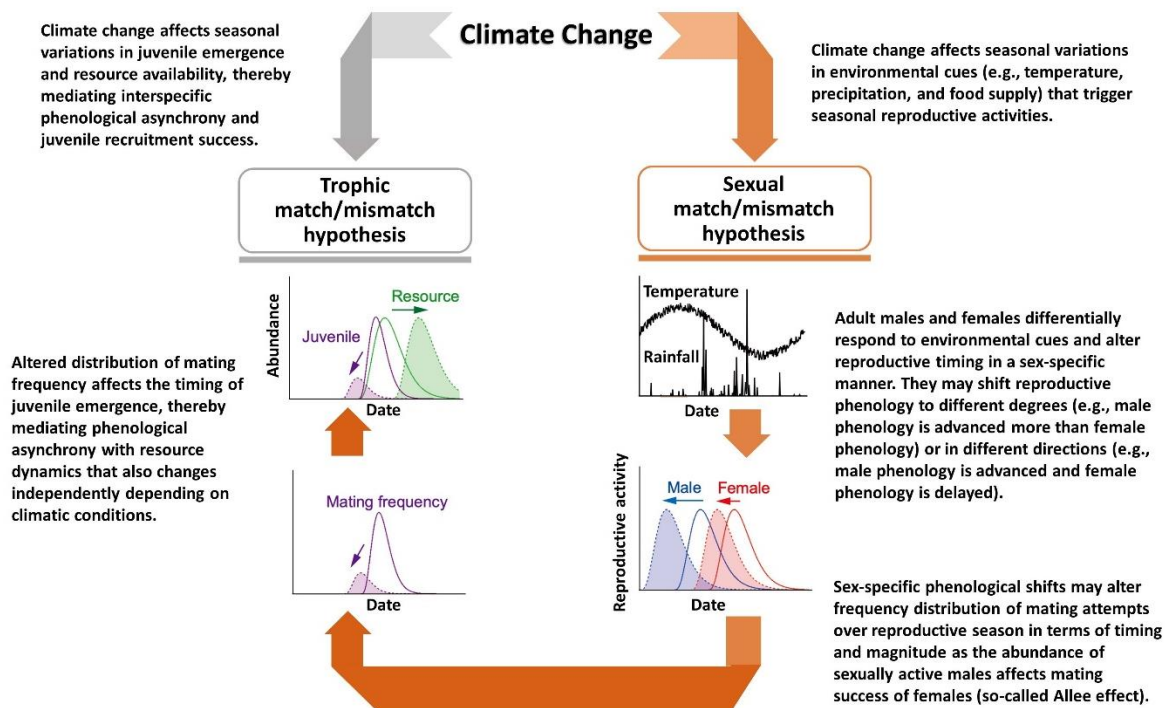 Climate Change
Climate change affects seasonal
variations in juvenile emergence
and resource availability, thereby
mediating interspecific
phenological asynchrony and
juvenile recruitment success.
Climate change affects seasonal variations
in environmental cues (e.g., temperature,
precipitation, and food supply) that trigger
seasonal reproductive activities.
Trophic
match/mismatch
hypothesis
Sexual
match/mismatch
hypothesis
Abundance
Resource
Juvenile
Date
Temperature
Rainfall
Date
Adult males and females differentially
respond to environmental cues and alter
reproductive timing in a sex-specific
manner. They may shift reproductive
phenology to different degrees (e.g., male
phenology is advanced more than female
phenology) or in different directions (e.g.,
male phenology is advanced and female
phenology is delayed).
Altered distribution of mating
frequency affects the timing of
juvenile emergence, thereby
mediating phenological
asynchrony with resource
dynamics that also changes
independently depending on
climatic conditions.
Mating frequency
Date
Reproductive activity
Male
Female
Date
Sex-specific phenological shifts may alter
frequency distribution of mating attempts
over reproductive season in terms of timing
and magnitude as the abundance of
sexually active males affects mating
success of females (so-called Allee effect).